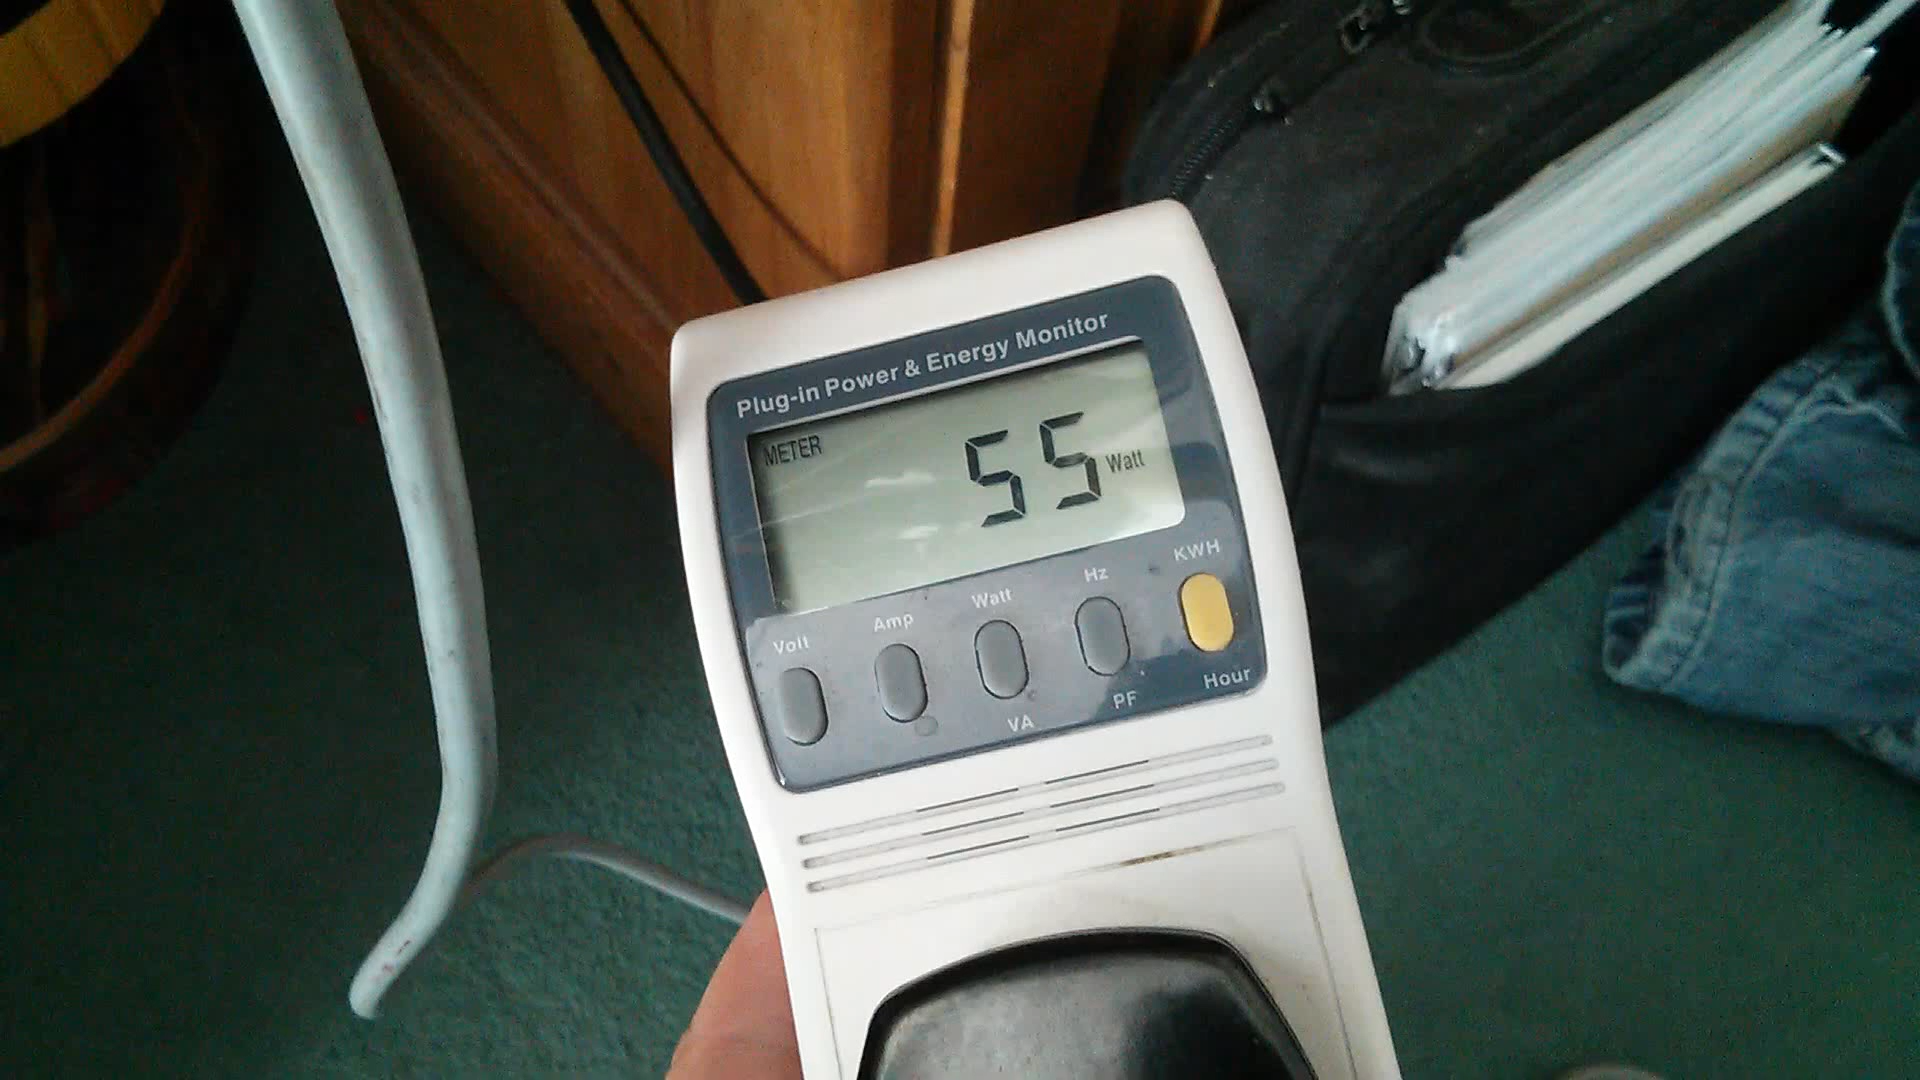 Plug-in Power & Energy Monitor
METER
55 Watt
Volt Amp Watt Hz KWH
VA PF Hour